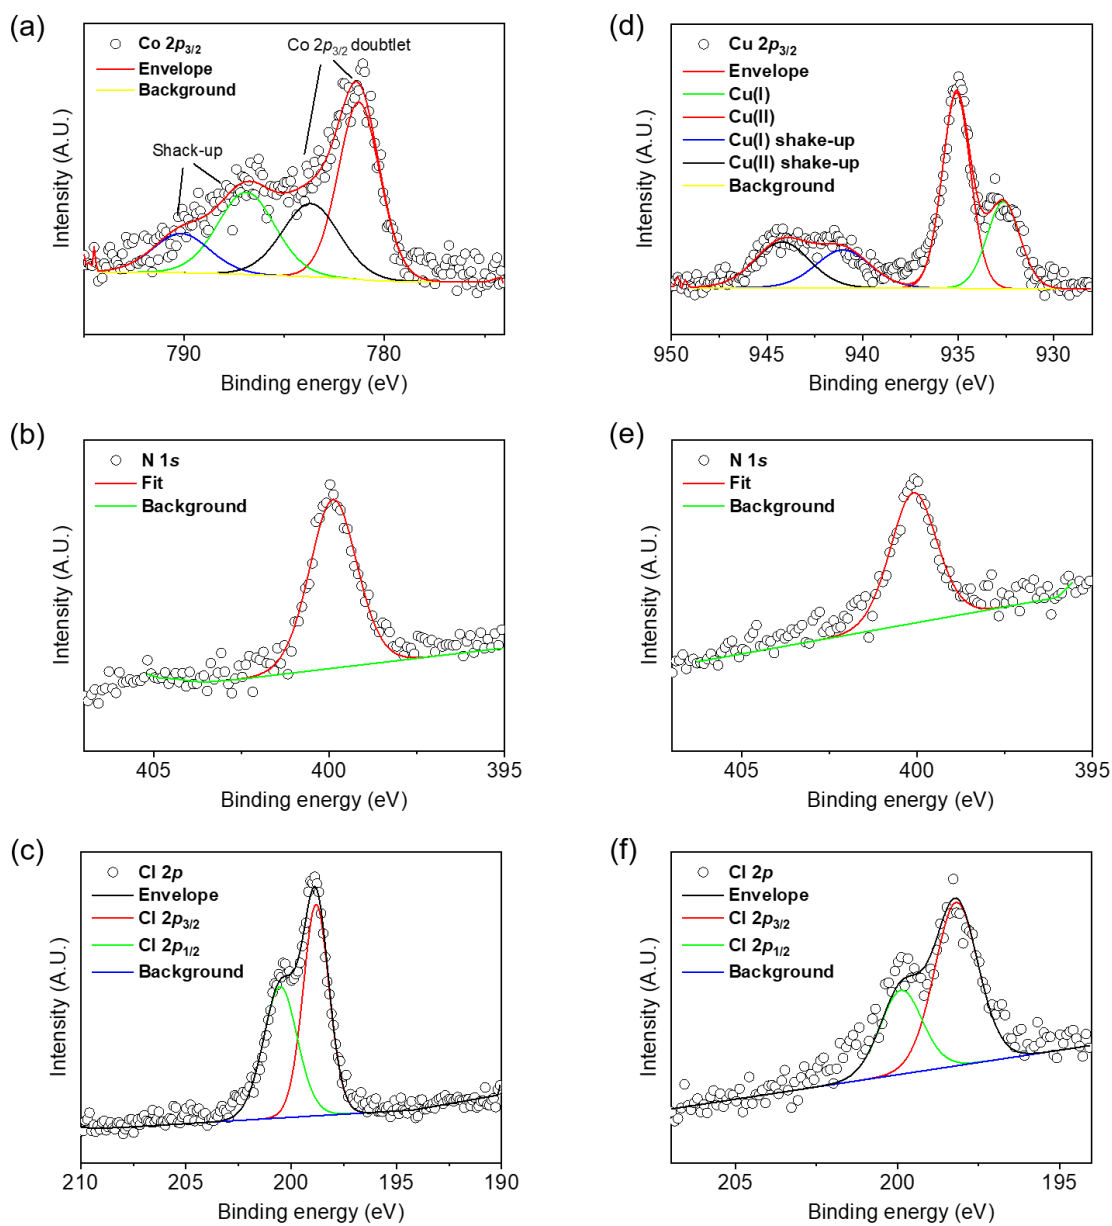 (a)
Co 2p3/2
Envelope
Background
Co 2p3/2 doubtlet
Shack-up
Intensity (A.U.)
790
780
Binding energy (eV)
(d)
Cu 2p3/2
Envelope
Cu(I)
Cu(II)
Cu(I) shake-up
Cu(II) shake-up
Background
Intensity (A.U.)
950
945
940
935
930
Binding energy (eV)
(b)
N 1s
Fit
Background
Intensity (A.U.)
405
400
395
Binding energy (eV)
(e)
N 1s
Fit
Background
Intensity (A.U.)
405
400
395
Binding energy (eV)
(c)
Cl 2p
Envelope
Cl 2p3/2
Cl 2p1/2
Background
Intensity (A.U.)
210
205
200
195
190
Binding energy (eV)
(f)
Cl 2p
Envelope
Cl 2p3/2
Cl 2p1/2
Background
Intensity (A.U.)
205
200
195
Binding energy (eV)